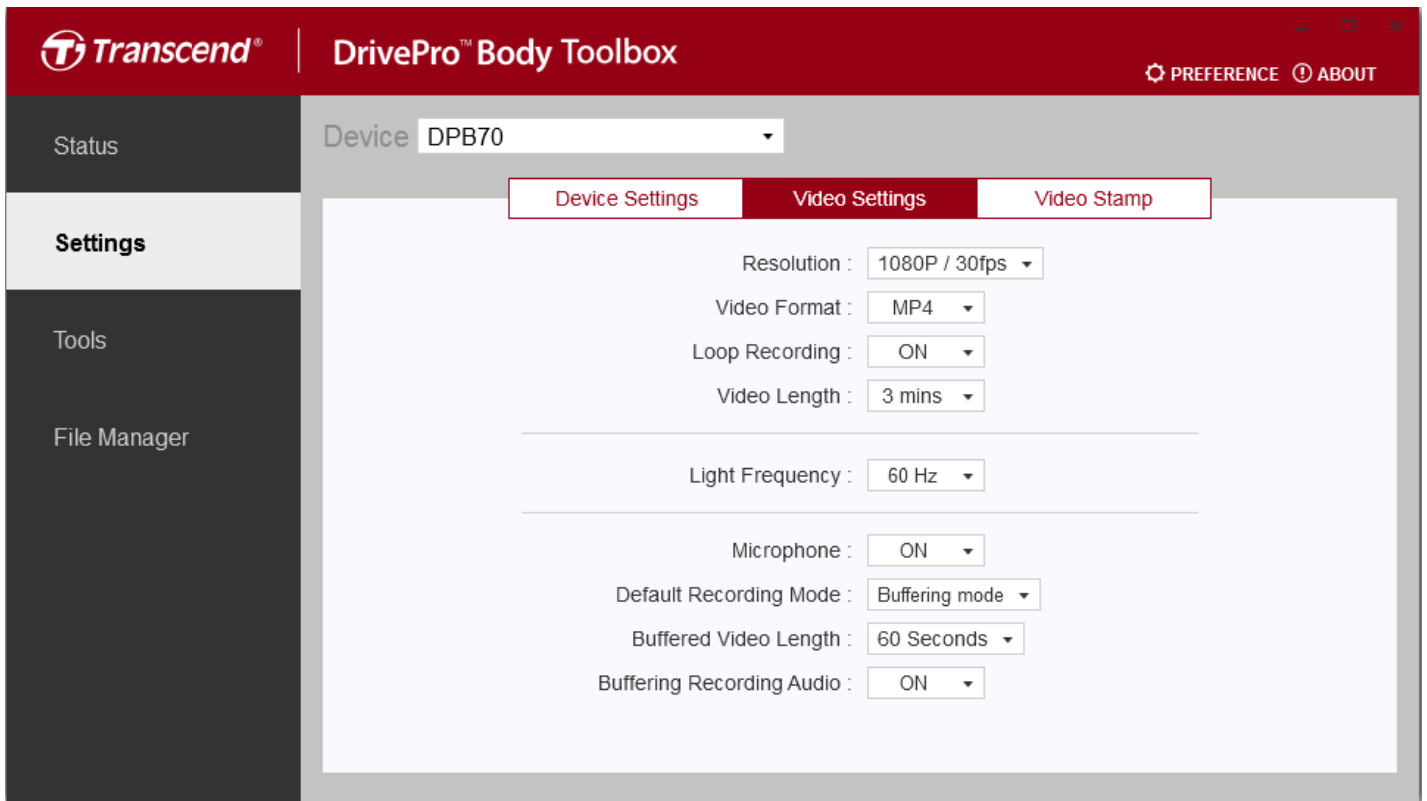 Transcend® DrivePro™ Body Toolbox
PREFERENCE ABOUT
Status
Settings
Tools
File Manager
Device DPB70
Device Settings Video Settings Video Stamp
Resolution : 1080P / 30fps
Video Format : MP4
Loop Recording : ON
Video Length : 3 mins
Light Frequency : 60 Hz
Microphone : ON
Default Recording Mode : Buffering mode
Buffered Video Length : 60 Seconds
Buffering Recording Audio : ON